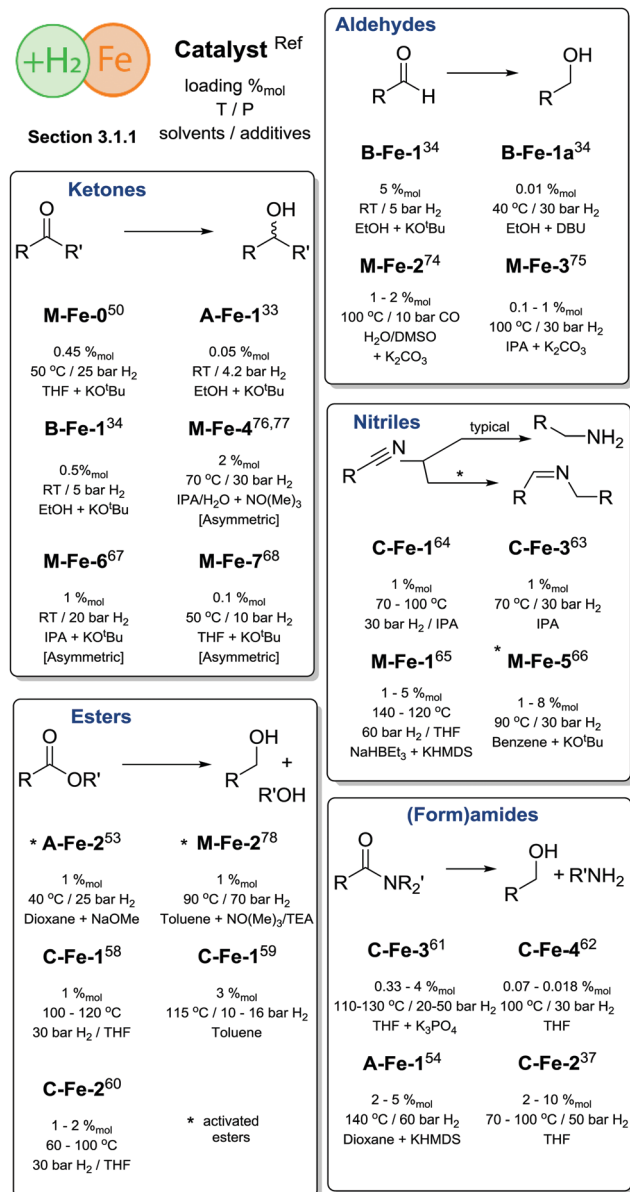 +H2 Fe
Section 3.1.1
Catalyst Ref
loading %mol
T / P
solvents / additives
Ketones
O
R R'
OH
R R'
M-Fe-0 50
0.45 %mol
50 °C / 25 bar H2
THF + KOtBu
A-Fe-1 33
0.05 %mol
RT / 4.2 bar H2
EtOH + KOtBu
B-Fe-1 34
0.5%mol
RT / 5 bar H2
EtOH + KOtBu
M-Fe-4 76,77
2 %mol
70 °C / 30 bar H2
IPA/H2O + NO(Me)3
[Asymmetric]
M-Fe-6 67
1 %mol
RT / 20 bar H2
IPA + KOtBu
[Asymmetric]
M-Fe-7 68
0.1 %mol
50 °C / 10 bar H2
THF + KOtBu
[Asymmetric]
Esters
O
R OR'
OH
R +
R'OH
* A-Fe-2 53
1 %mol
40 °C / 25 bar H2
Dioxane + NaOMe
* M-Fe-2 78
1 %mol
90 °C / 70 bar H2
Toluene + NO(Me)3/TEA
C-Fe-1 58
1 %mol
100 - 120 °C
30 bar H2 / THF
C-Fe-1 59
3 %mol
115 °C / 10 - 16 bar H2
Toluene
C-Fe-2 60
1 - 2 %mol
60 - 100 °C
30 bar H2 / THF
* activated
esters
Aldehydes
O
R H
OH
R
B-Fe-1 34
5 %mol
RT / 5 bar H2
EtOH + KOtBu
B-Fe-1a 34
0.01 %mol
40 °C / 30 bar H2
EtOH + DBU
M-Fe-2 74
1 - 2 %mol
100 °C / 10 bar CO
H2O/DMSO
+ K2CO3
M-Fe-3 75
0.1 - 1 %mol
100 °C / 30 bar H2
IPA + K2CO3
Nitriles
R N
typical
R NH2
*
R N R
C-Fe-1 64
1 %mol
70 - 100 °C
30 bar H2 / IPA
C-Fe-3 63
1 %mol
70 °C / 30 bar H2
IPA
M-Fe-1 65
1 - 5 %mol
140 - 120 °C
60 bar H2 / THF
NaHBEt3 + KHMDS
* M-Fe-5 66
1 - 8 %mol
90 °C / 30 bar H2
Benzene + KOtBu
(Form)amides
O
R NR2'
OH
R + R'NH2
C-Fe-3 61
0.33 - 4 %mol
110-130 °C / 20-50 bar H2
THF + K3PO4
C-Fe-4 62
0.07 - 0.018 %mol
100 °C / 30 bar H2
THF
A-Fe-1 54
2 - 5 %mol
140 °C / 60 bar H2
Dioxane + KHMDS
C-Fe-2 37
2 - 10 %mol
70 - 100 °C / 50 bar H2
THF